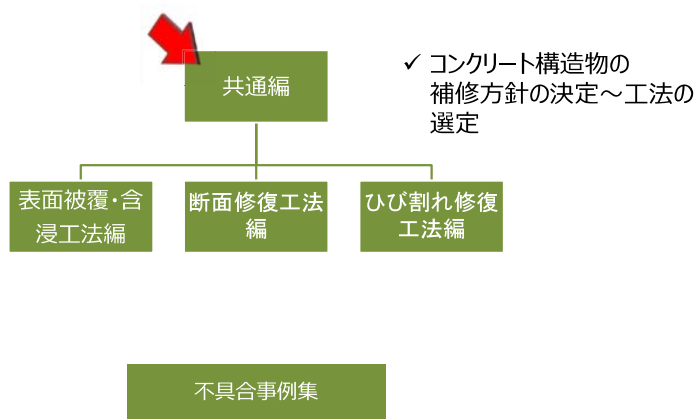 共通編
✓ コンクリート構造物の
補修方針の決定～工法の
選定
表面被覆・含
浸工法編
断面修復工法
編
ひび割れ修復
工法編
不具合事例集